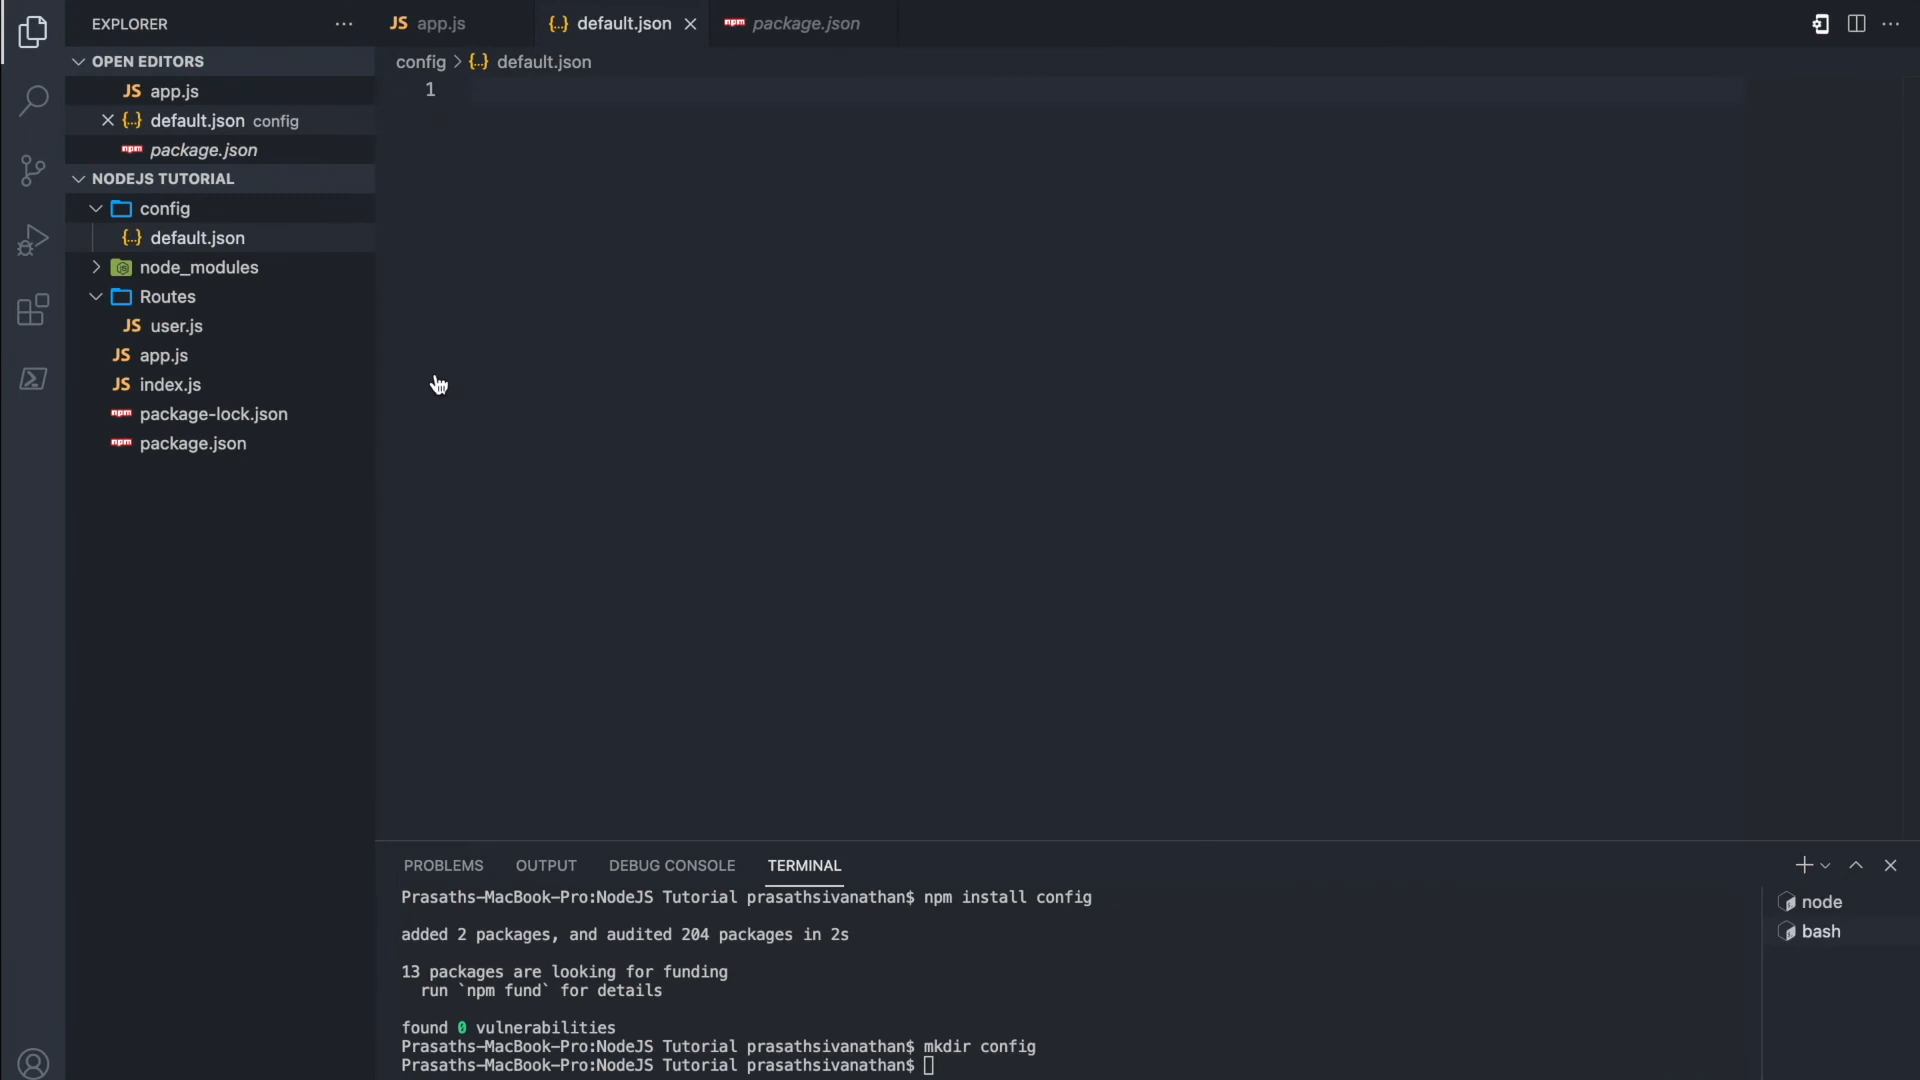 EXPLORER
OPEN EDITORS
JS app.js
default.json config
npm package.json
NODEJS TUTORIAL
config
{..} default.json
node_modules
Routes
JS user.js
JS app.js
JS index.js
npm package-lock.json
npm package.json
JS app.js
{..} default.json
npm package.json
config > {..} default.json
1
PROBLEMS OUTPUT DEBUG CONSOLE TERMINAL
Prasaths-MacBook-Pro:NodeJS Tutorial prasathsivanathan$ npm install config
added 2 packages, and audited 204 packages in 2s
13 packages are looking for funding
run `npm fund` for details
found 0 vulnerabilities
Prasaths-MacBook-Pro:NodeJS Tutorial prasathsivanathan$ mkdir config
Prasaths-MacBook-Pro:NodeJS Tutorial prasathsivanathan$
node
bash